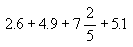 2.6 + 4.9 + 7 2/5 + 5.1